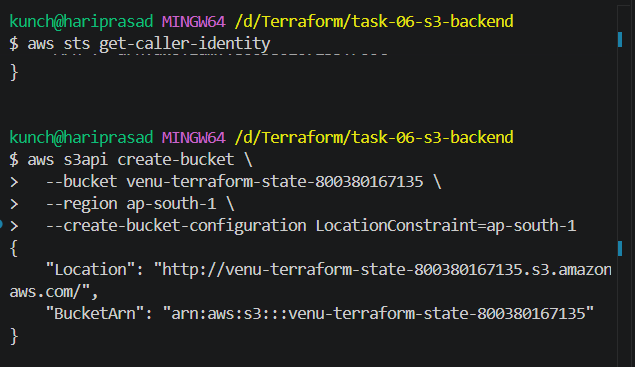 kunch@hariprasad MINGW64 /d/Terraform/task-06-s3-backend
$ aws sts get-caller-identity
}
kunch@hariprasad MINGW64 /d/Terraform/task-06-s3-backend
$ aws s3api create-bucket \
>   --bucket venu-terraform-state-800380167135 \
>   --region ap-south-1 \
>   --create-bucket-configuration LocationConstraint=ap-south-1
{
    "Location": "http://venu-terraform-state-800380167135.s3.amazon
aws.com/",
    "BucketArn": "arn:aws:s3:::venu-terraform-state-800380167135"
}